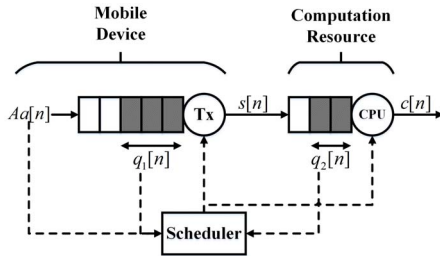 Mobile
Device
Computation
Resource
Aa[n]
Tx
s[n]
CPU
c[n]
q₁[n]
q₂[n]
Scheduler